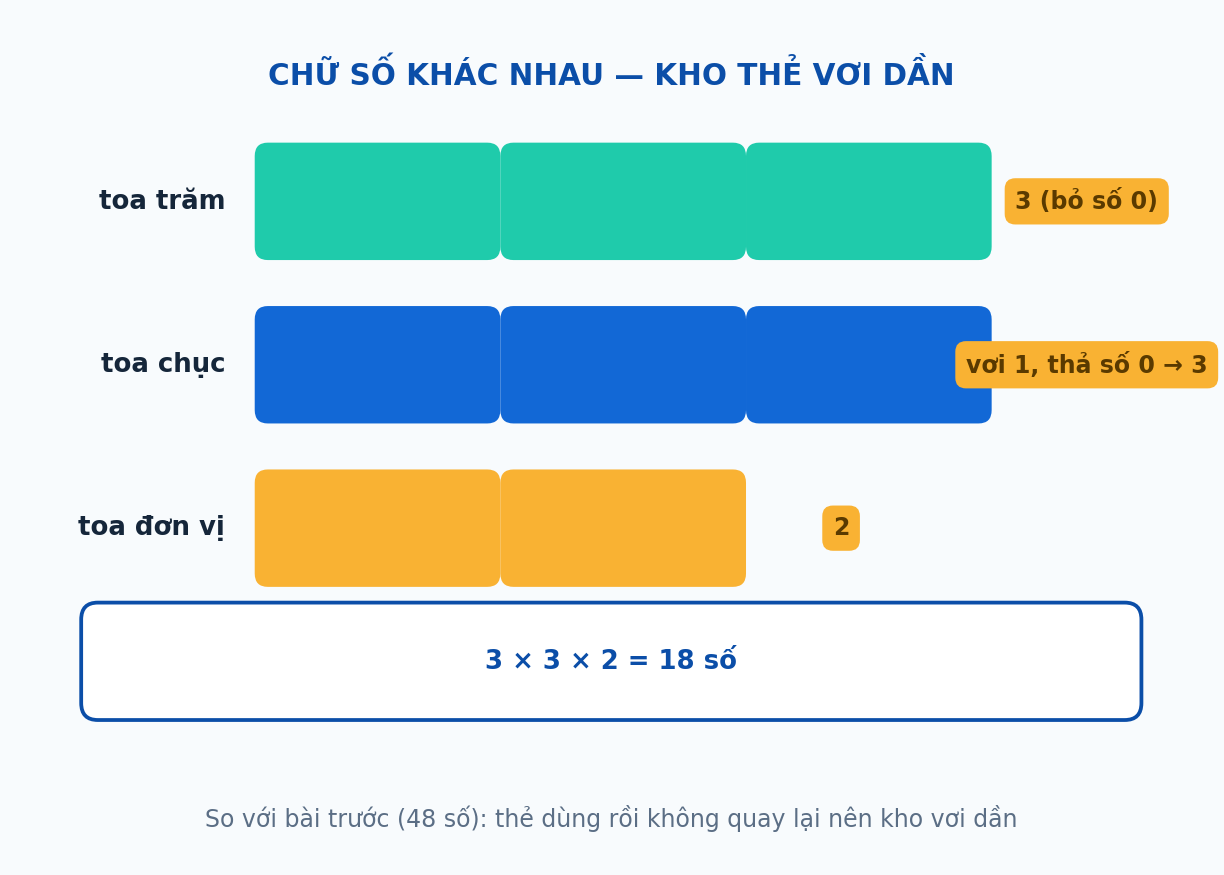 CHỮ SỐ KHÁC NHAU — KHO THẺ VƠI DẦN
toa trăm
3 (bỏ số 0)
toa chục
vơi 1, thả số 0 → 3
toa đơn vị
2
3 × 3 × 2 = 18 số
So với bài trước (48 số): thẻ dùng rồi không quay lại nên kho vơi dần